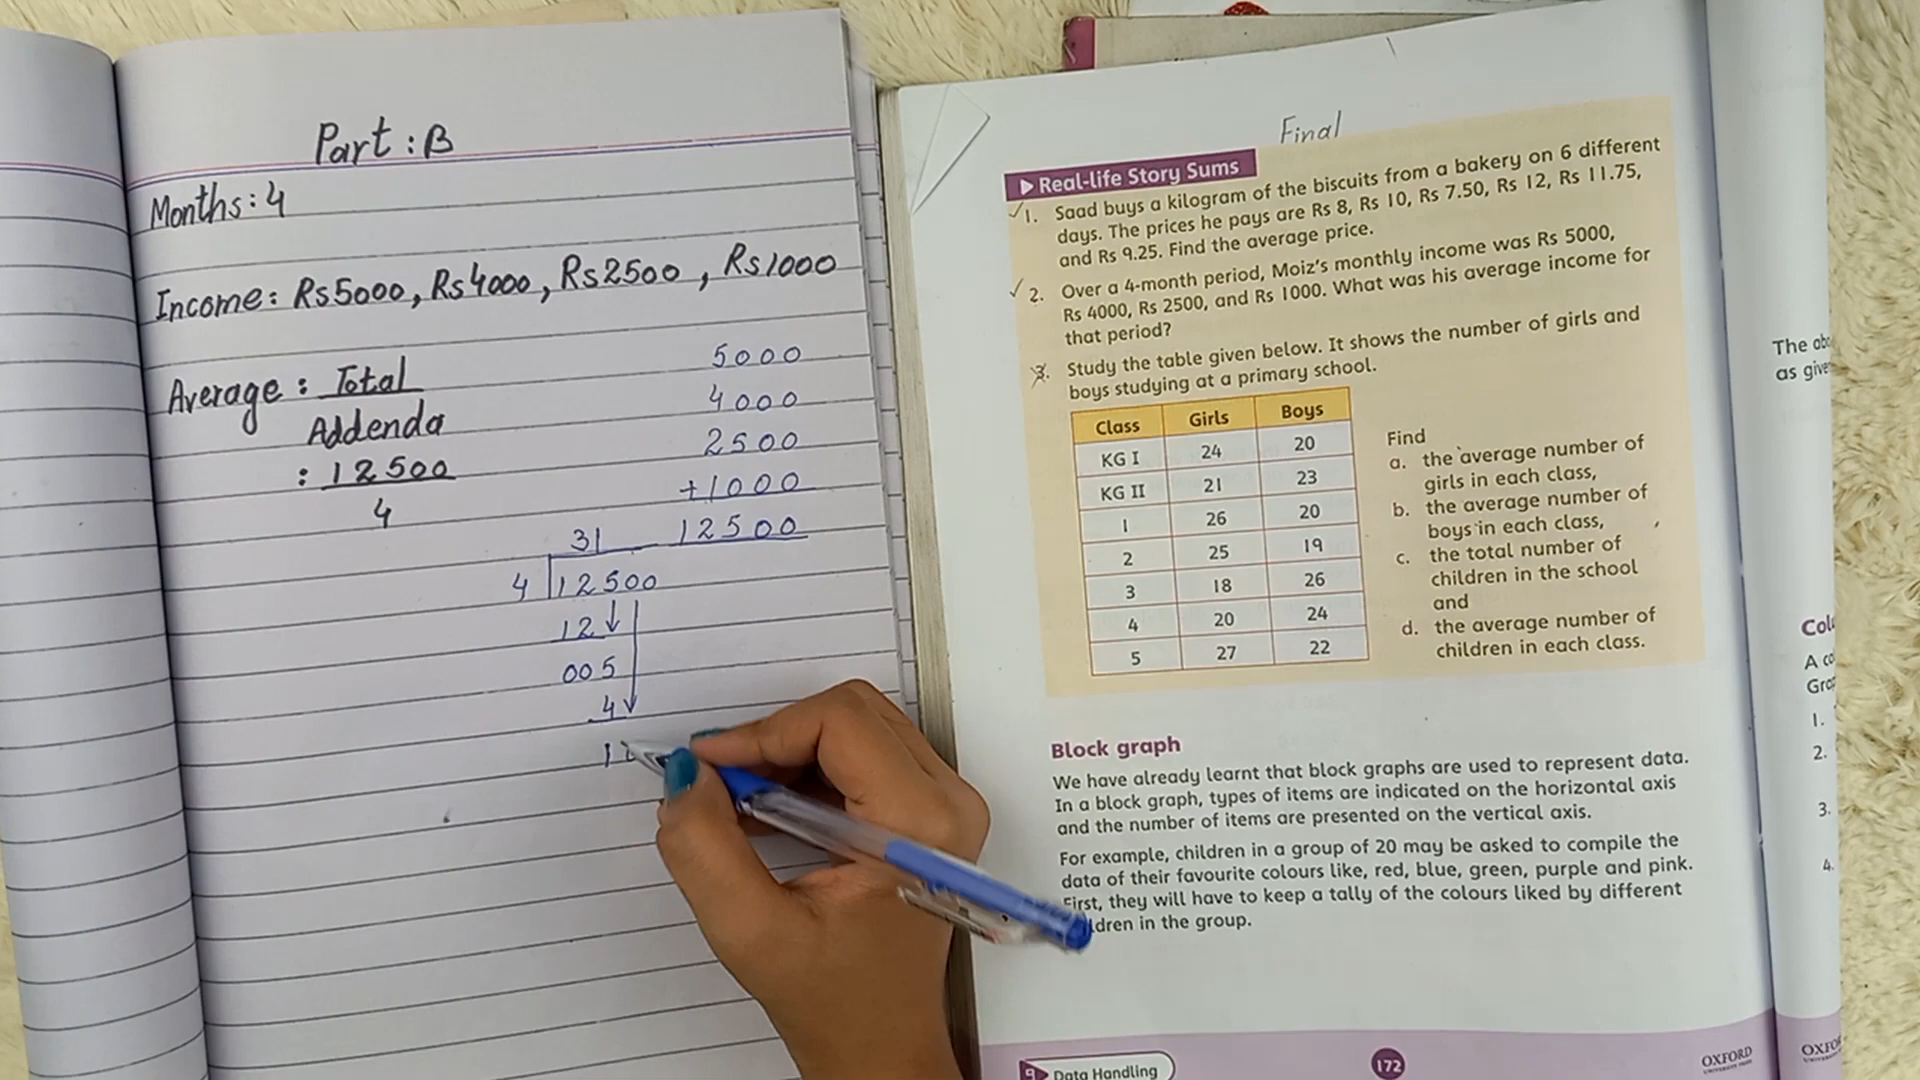 Part : B
Months : 4
Income : Rs 5000, Rs 4000, Rs 2500, Rs 1000
Average : Total
Addenda
: 12500
4
5000
4000
2500
+1000
12500
31
4 12500
12
005
4
1
Final
Real-life Story Sums
1. Saad buys a kilogram of the biscuits from a bakery on 6 different
days. The prices he pays are Rs 8, Rs 10, Rs 7.50, Rs 12, Rs 11.75,
and Rs 9.25. Find the average price.
2. Over a 4-month period, Moiz's monthly income was Rs 5000,
Rs 4000, Rs 2500, and Rs 1000. What was his average income for
that period?
3. Study the table given below. It shows the number of girls and
boys studying at a primary school.
Class Girls Boys
KG I 24 20
KG II 21 23
1 26 20
2 25 19
3 18 26
4 20 24
5 27 22
Find
a. the average number of
girls in each class,
b. the average number of
boys in each class,
c. the total number of
children in the school
and
d. the average number of
children in each class.
Block graph
We have already learnt that block graphs are used to represent data.
In a block graph, types of items are indicated on the horizontal axis
and the number of items are presented on the vertical axis.
For example, children in a group of 20 may be asked to compile the
data of their favourite colours like, red, blue, green, purple and pink.
First, they will have to keep a tally of the colours liked by different
ldren in the group.
9 Data Handling
172
OXFORD
UNIVERSITY PRESS
The
as
A
1.
2.
3.
4.